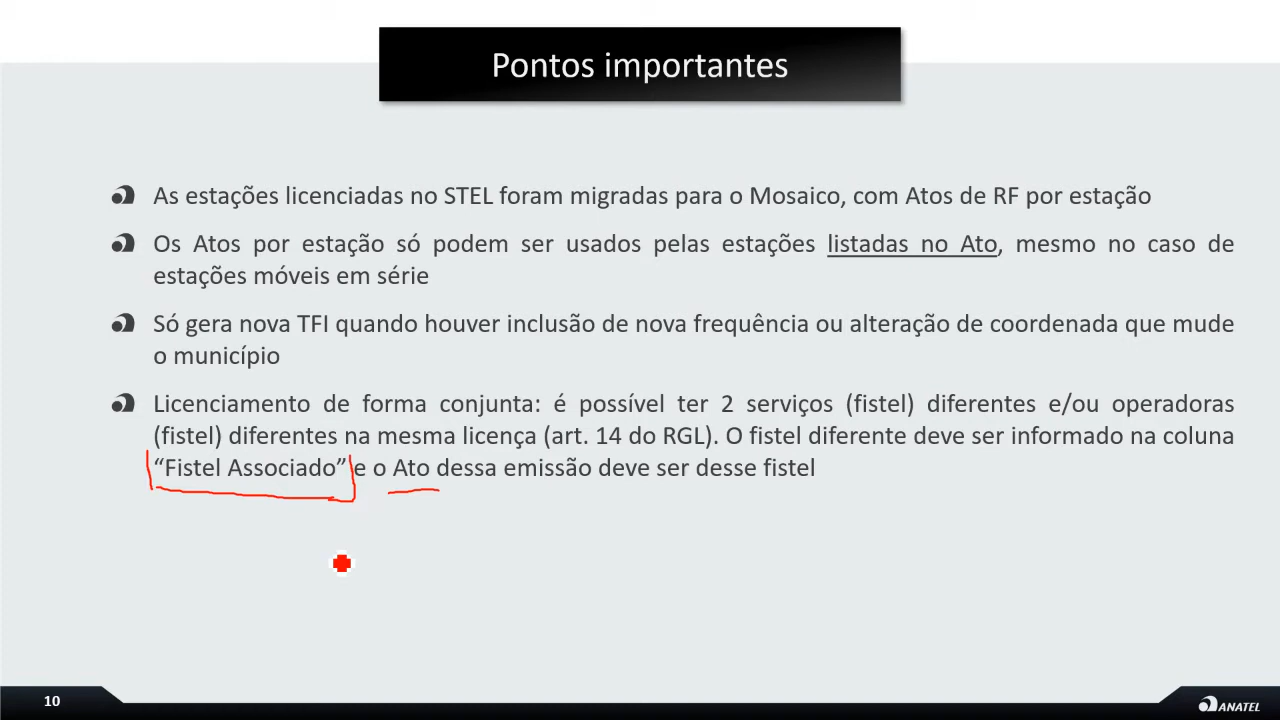 Pontos importantes
As estações licenciadas no STEL foram migradas para o Mosaico, com Atos de RF por estação
Os Atos por estação só podem ser usados pelas estações listadas no Ato, mesmo no caso de
estações móveis em série
Só gera nova TFI quando houver inclusão de nova frequência ou alteração de coordenada que mude
o município
Licenciamento de forma conjunta: é possível ter 2 serviços (fistel) diferentes e/ou operadoras
(fistel) diferentes na mesma licença (art. 14 do RGL). O fistel diferente deve ser informado na coluna
“Fistel Associado” e o Ato dessa emissão deve ser desse fistel
10
ANATEL